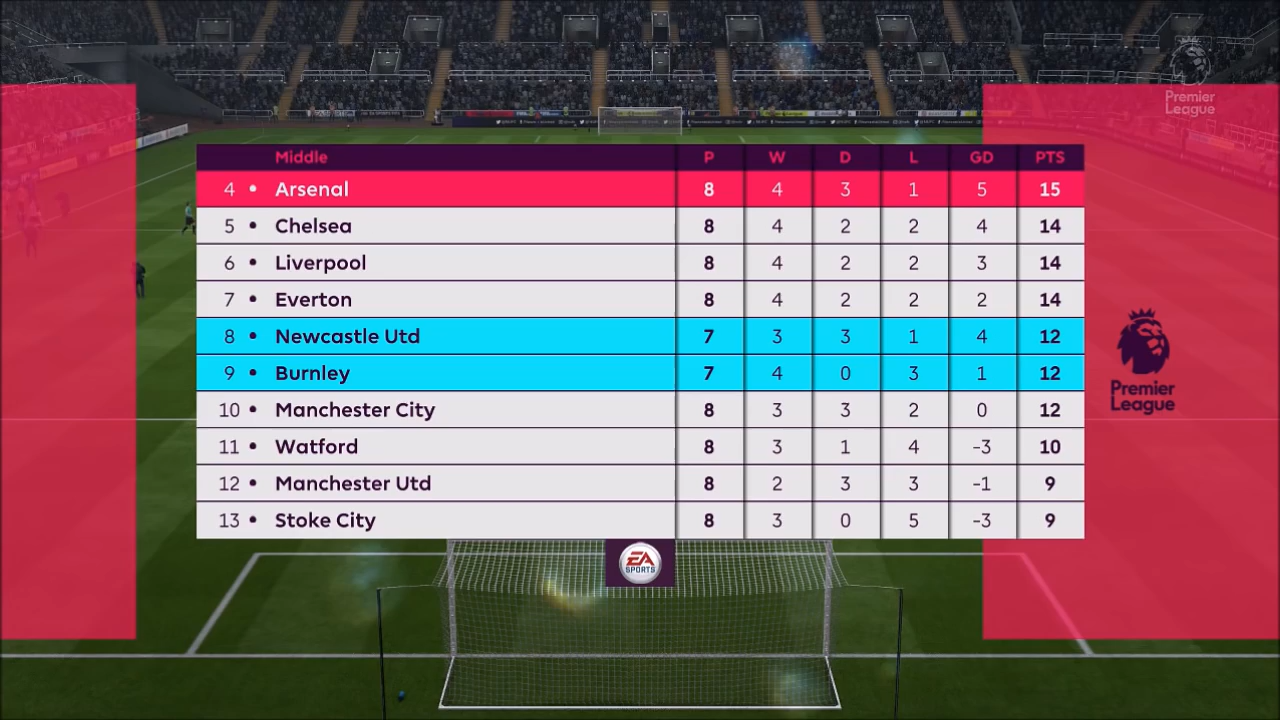 Premier
League
Middle P W D L GD PTS
4 • Arsenal 8 4 3 1 5 15
5 • Chelsea 8 4 2 2 4 14
6 • Liverpool 8 4 2 2 3 14
7 • Everton 8 4 2 2 2 14
8 • Newcastle Utd 7 3 3 1 4 12
9 • Burnley 7 4 0 3 1 12
10 • Manchester City 8 3 3 2 0 12
11 • Watford 8 3 1 4 -3 10
12 • Manchester Utd 8 2 3 3 -1 9
13 • Stoke City 8 3 0 5 -3 9
Premier
League
EA
SPORTS